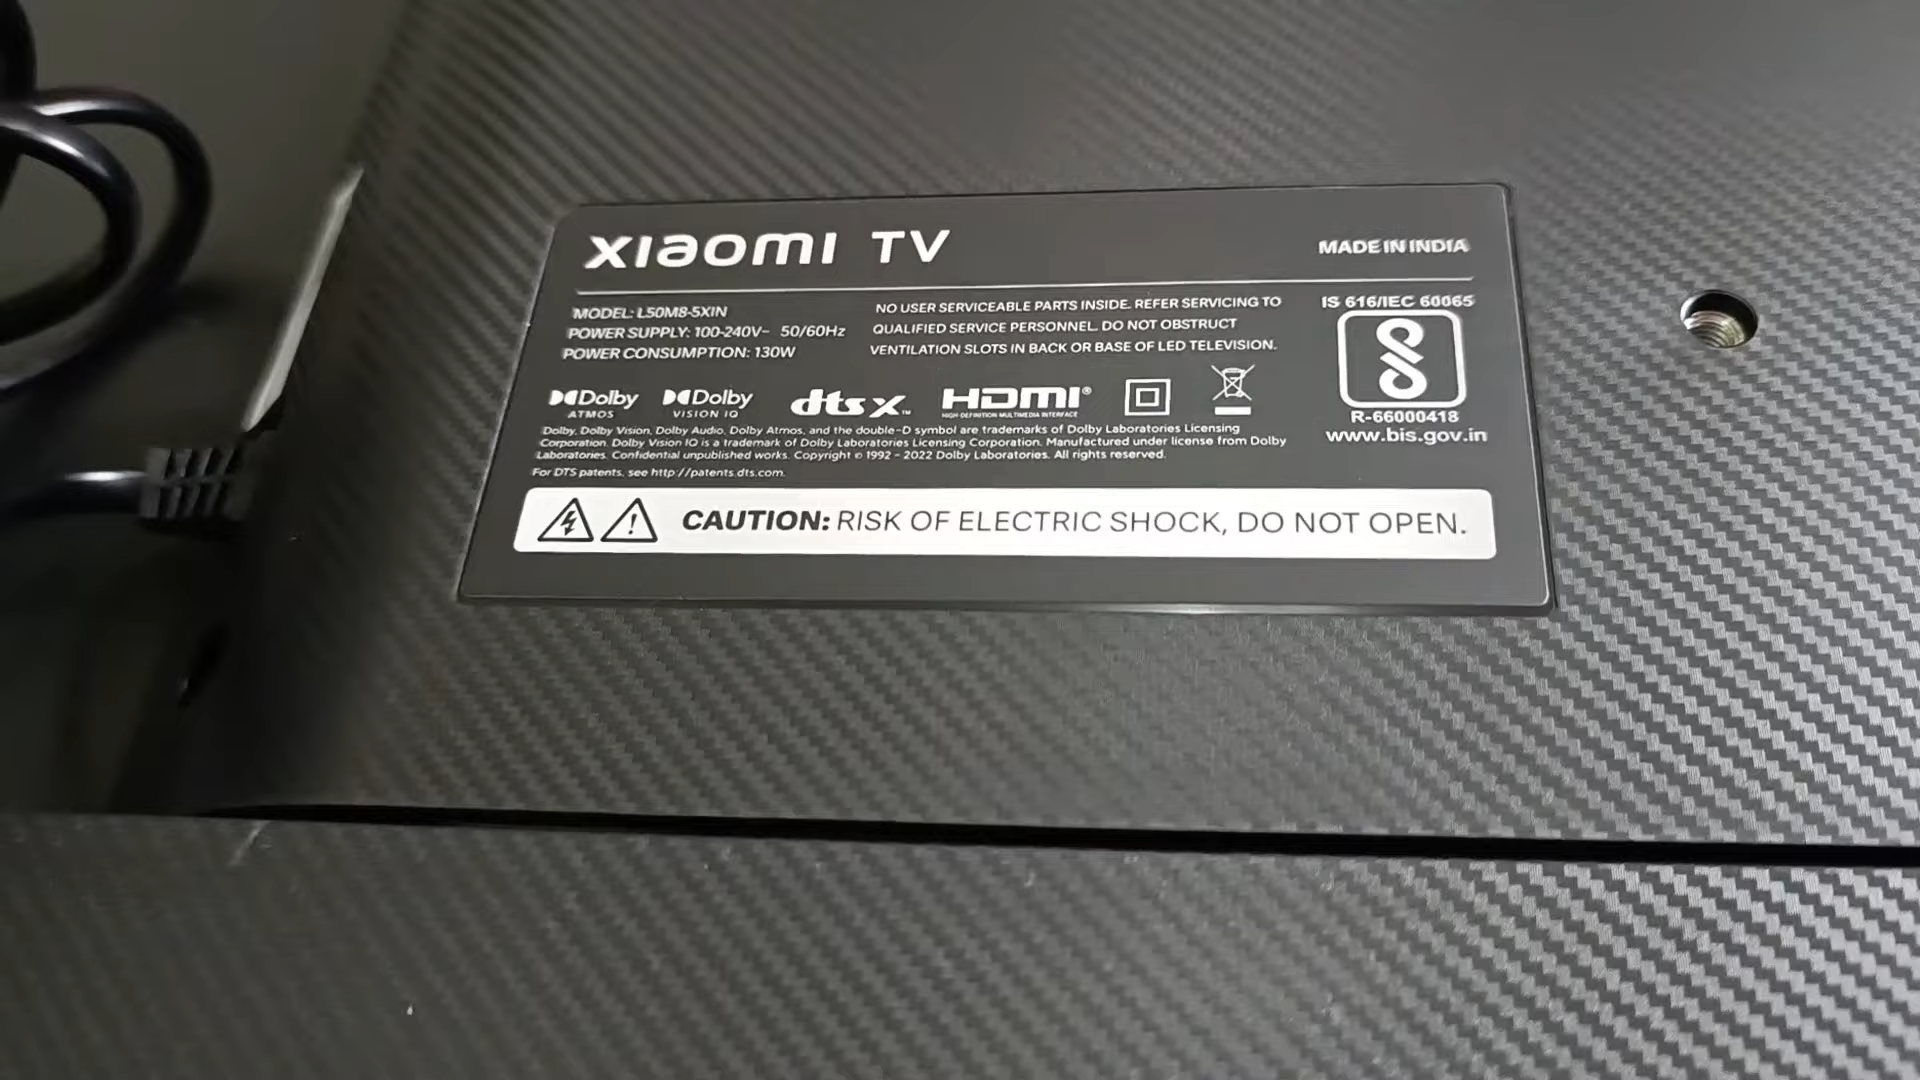 XIAOMI TV
MADE IN INDIA
MODEL: L50M8-5XIN
POWER SUPPLY: 100-240V~ 50/60Hz
POWER CONSUMPTION: 130W
NO USER SERVICEABLE PARTS INSIDE. REFER SERVICING TO
QUALIFIED SERVICE PERSONNEL. DO NOT OBSTRUCT
VENTILATION SLOTS IN BACK OR BASE OF LED TELEVISION.
IS 616/IEC 60065
R-66000418
www.bis.gov.in
Dolby
ATMOS
Dolby
VISION IQ
dts X™
HDMI®
HIGH-DEFINITION MULTIMEDIA INTERFACE
Dolby, Dolby Vision, Dolby Audio, Dolby Atmos, and the double-D symbol are trademarks of Dolby Laboratories Licensing
Corporation. Dolby Vision IQ is a trademark of Dolby Laboratories Licensing Corporation. Manufactured under license from Dolby
Laboratories. Confidential unpublished works. Copyright © 1992 - 2022 Dolby Laboratories. All rights reserved.
For DTS patents, see http://patents.dts.com.
CAUTION: RISK OF ELECTRIC SHOCK, DO NOT OPEN.